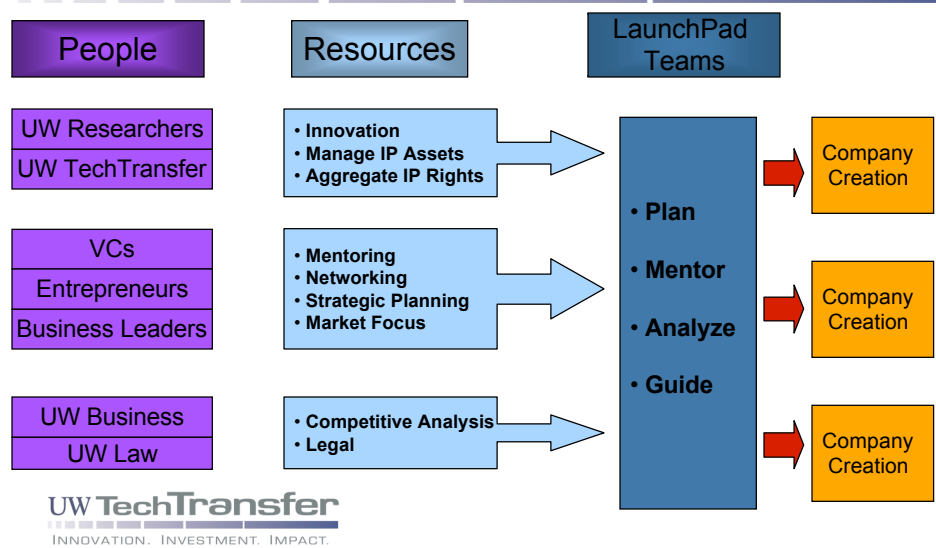 People
Resources
LaunchPad
Teams
UW Researchers
UW TechTransfer
• Innovation
• Manage IP Assets
• Aggregate IP Rights
VCs
Entrepreneurs
Business Leaders
• Mentoring
• Networking
• Strategic Planning
• Market Focus
UW Business
UW Law
• Competitive Analysis
• Legal
• Plan
• Mentor
• Analyze
• Guide
Company
Creation
Company
Creation
Company
Creation
UW TechTransfer
INNOVATION. INVESTMENT. IMPACT.